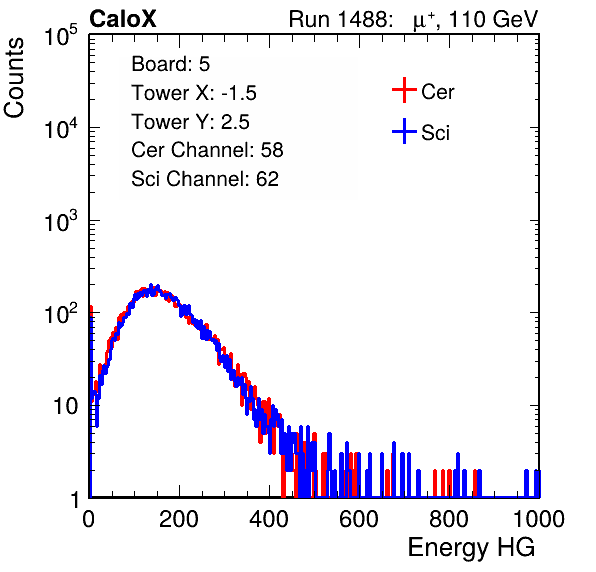 CaloX Run 1488: μ⁺, 110 GeV
Board: 5
Tower X: -1.5
Tower Y: 2.5
Cer Channel: 58
Sci Channel: 62
Cer
Sci
Counts
10⁵
10⁴
10³
10²
10
1
0 200 400 600 800 1000
Energy HG